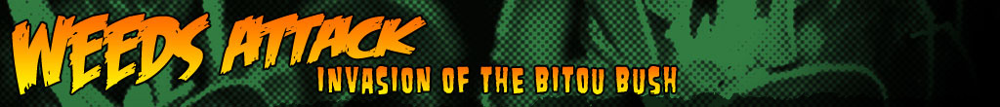 WEEDS ATTACK
INVASION OF THE BITOU BUSH